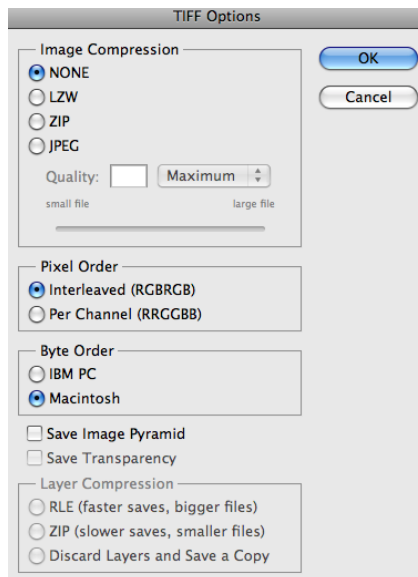 TIFF Options
Image Compression
NONE
LZW
ZIP
JPEG
Quality: Maximum
small file large file
OK
Cancel
Pixel Order
Interleaved (RGBRGB)
Per Channel (RRGGBB)
Byte Order
IBM PC
Macintosh
Save Image Pyramid
Save Transparency
Layer Compression
RLE (faster saves, bigger files)
ZIP (slower saves, smaller files)
Discard Layers and Save a Copy